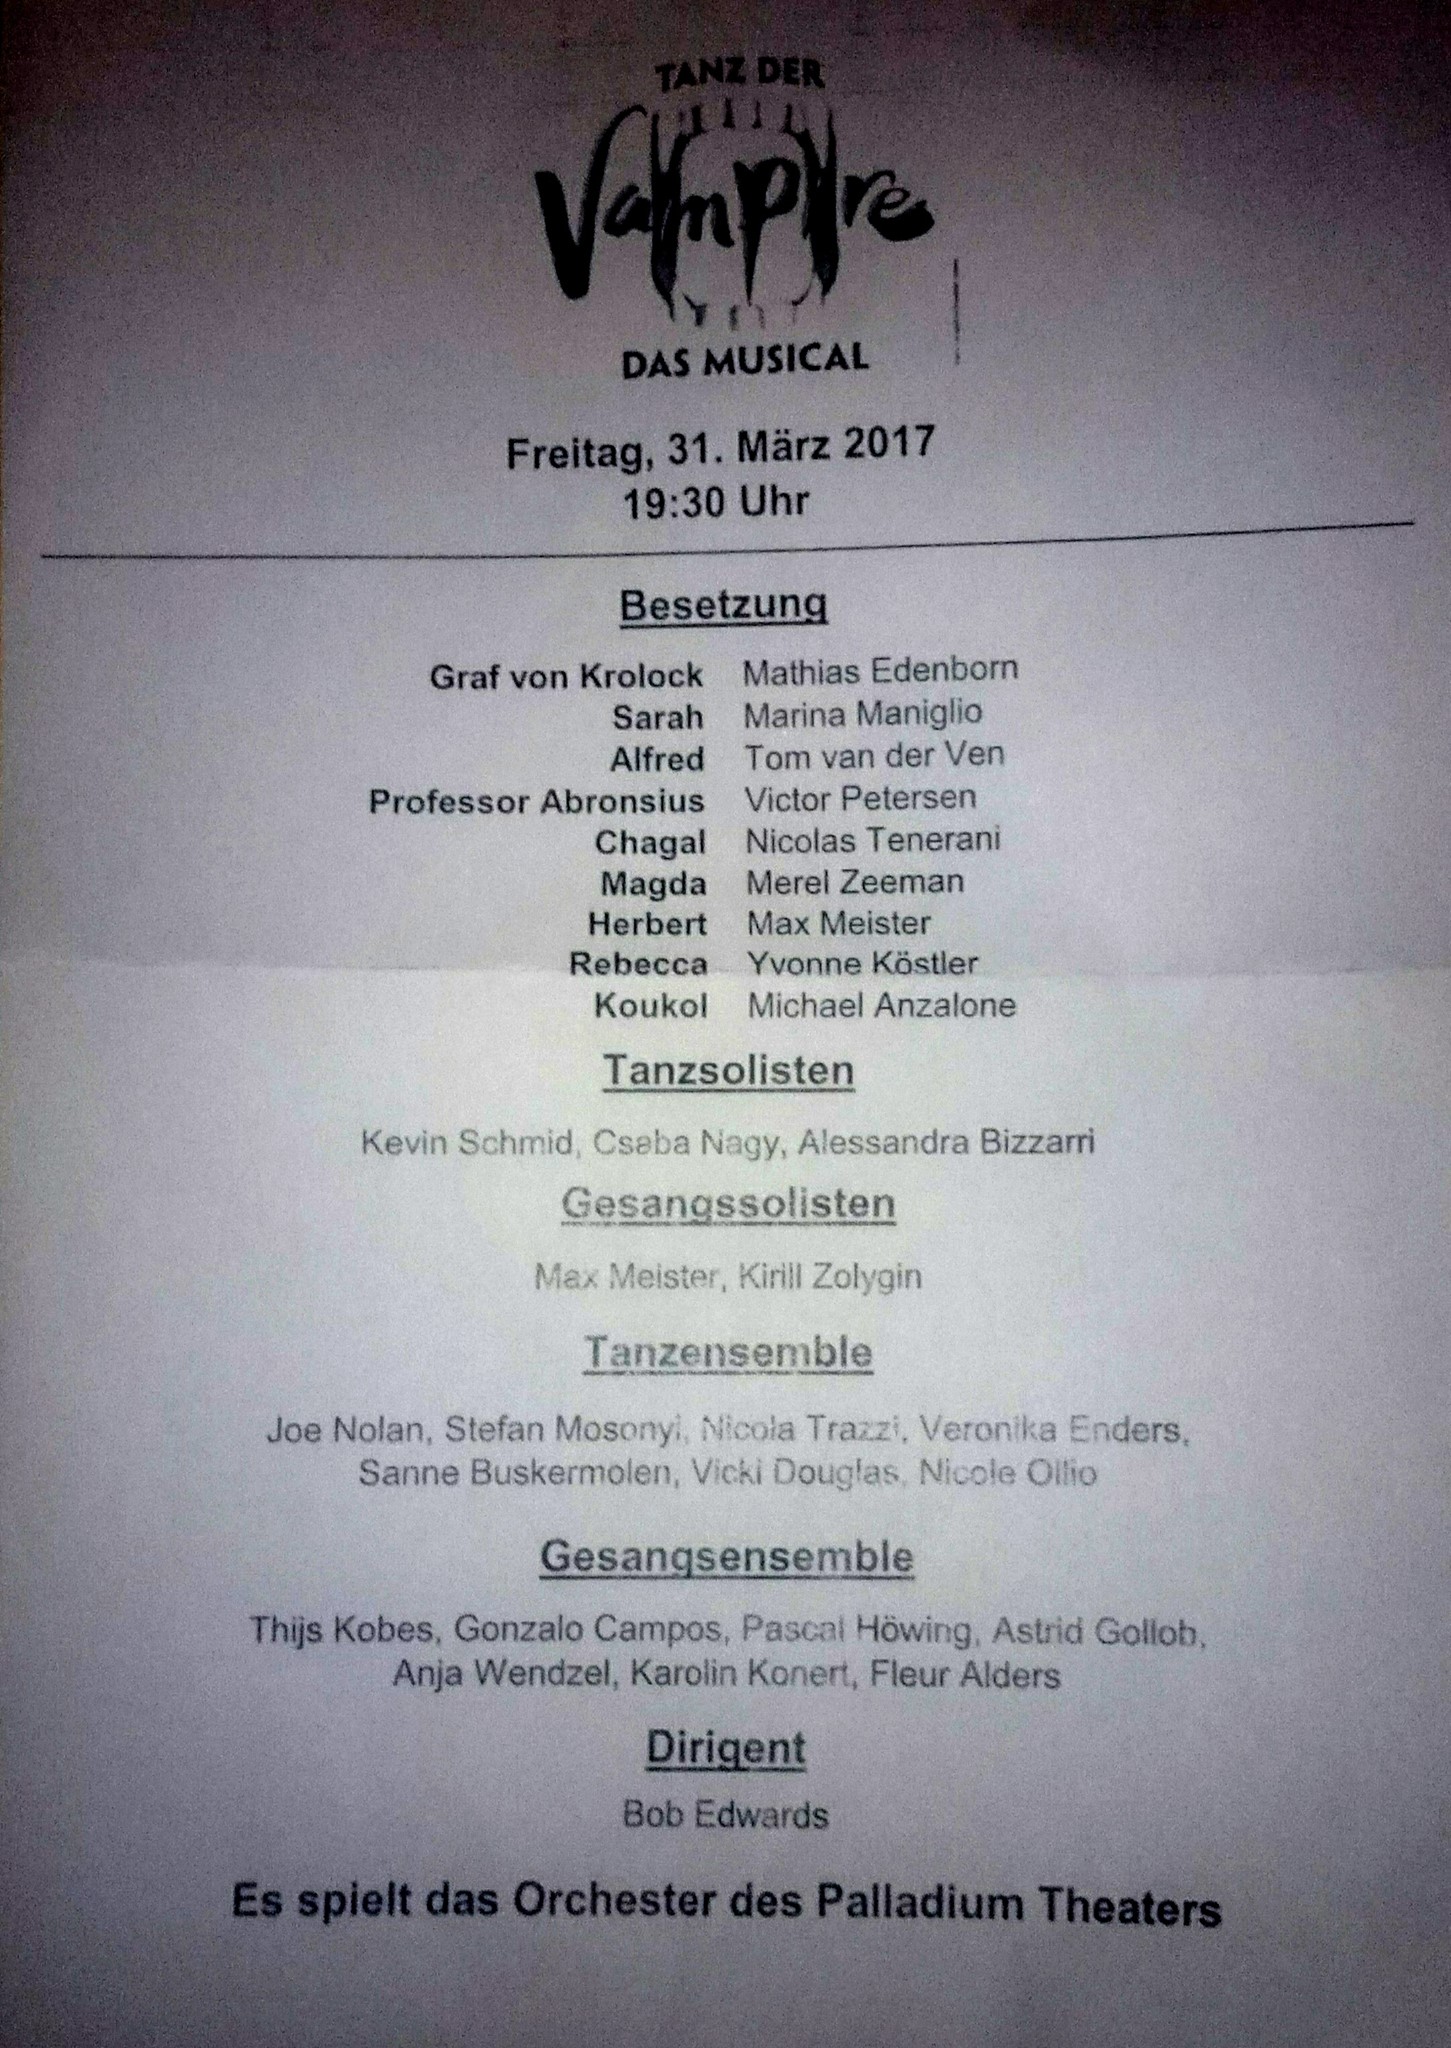 TANZ DER
Vampire
DAS MUSICAL
Freitag, 31. März 2017
19:30 Uhr
Besetzung
Graf von Krolock Mathias Edenborn
Sarah Marina Maniglio
Alfred Tom van der Ven
Professor Abronsius Victor Petersen
Chagal Nicolas Tenerani
Magda Merel Zeeman
Herbert Max Meister
Rebecca Yvonne Köstler
Koukol Michael Anzalone
Tanzsolisten
Kevin Schmid, Csaba Nagy, Alessandra Bizzarri
Gesangssolisten
Max Meister, Kirill Zolygin
Tanzensemble
Joe Nolan, Stefan Mosonyi, Nicola Trazzi, Veronika Enders,
Sanne Buskermolen, Vicki Douglas, Nicole Ollio
Gesangsensemble
Thijs Kobes, Gonzalo Campos, Pascal Höwing, Astrid Gollob,
Anja Wendzel, Karolin Konert, Fleur Alders
Dirigent
Bob Edwards
Es spielt das Orchester des Palladium Theaters